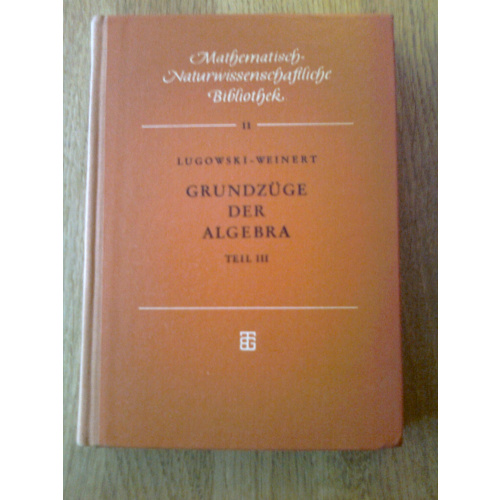 Mathematisch-
Naturwissenschaftliche
Bibliothek
11
LUGOWSKI-WEINERT
GRUNDZÜGE
DER
ALGEBRA
TEIL III